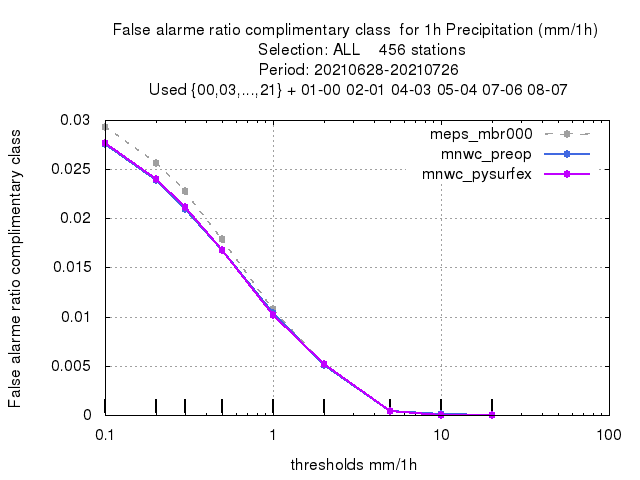 False alarme ratio complimentary class  for 1h Precipitation (mm/1h)
Selection: ALL    456 stations
Period: 20210628-20210726
Used {00,03,...,21} + 01-00 02-01 04-03 05-04 07-06 08-07
False alarme ratio complimentary class
0.03
0.025
0.02
0.015
0.01
0.005
0
meps_mbr000
mnwc_preop
mnwc_pysurfex
0.1 1 10 100
thresholds mm/1h